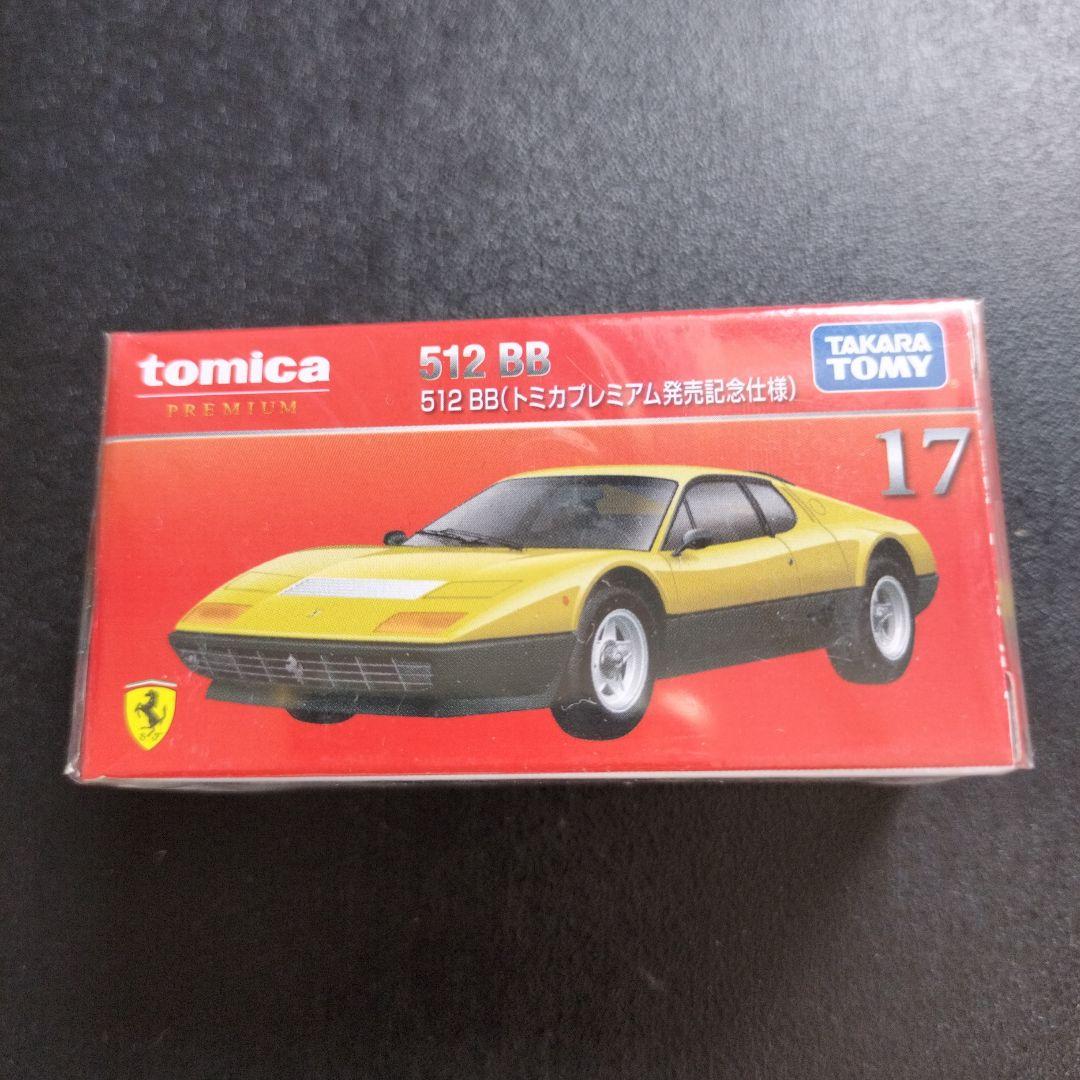 tomica
PREMIUM
512 BB
512 BB(トミカプレミアム発売記念仕様)
TAKARA
TOMY
17
S F